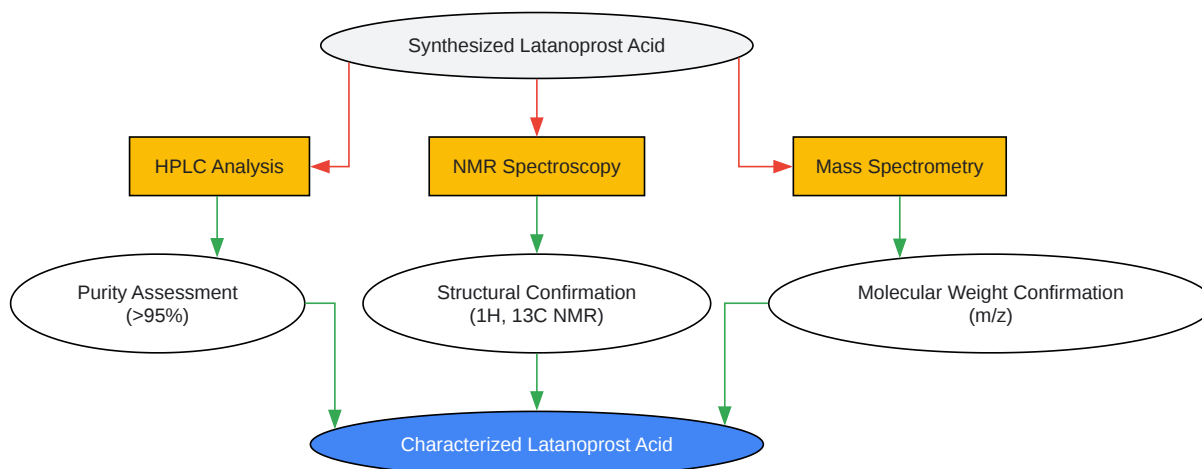 Synthesized Latanoprost Acid
HPLC Analysis
NMR Spectroscopy
Mass Spectrometry
Purity Assessment
(>95%)
Structural Confirmation
(1H, 13C NMR)
Molecular Weight Confirmation
(m/z)
Characterized Latanoprost Acid